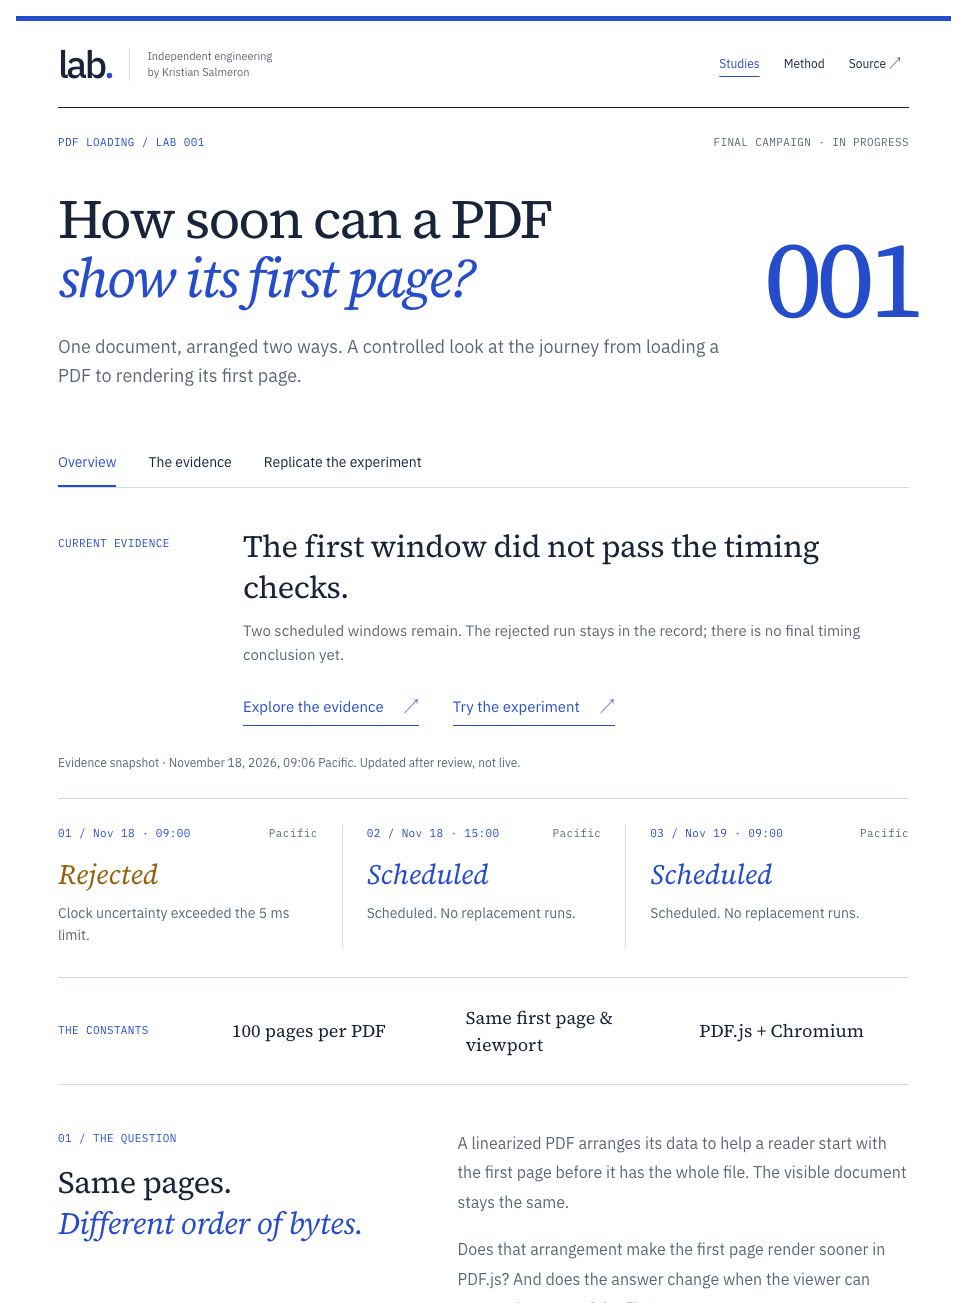 lab.
Independent engineering
by Kristian Salmeron
Studies
Method
Source ↗
PDF LOADING / LAB 001
FINAL CAMPAIGN · IN PROGRESS
How soon can a PDF
show its first page?
001
One document, arranged two ways. A controlled look at the journey from loading a
PDF to rendering its first page.
Overview
The evidence
Replicate the experiment
CURRENT EVIDENCE
The first window did not pass the timing
checks.
Two scheduled windows remain. The rejected run stays in the record; there is no final timing
conclusion yet.
Explore the evidence ↗
Try the experiment ↗
Evidence snapshot · November 18, 2026, 09:06 Pacific. Updated after review, not live.
01 / Nov 18 · 09:00 Pacific
Rejected
Clock uncertainty exceeded the 5 ms
limit.
02 / Nov 18 · 15:00 Pacific
Scheduled
Scheduled. No replacement runs.
03 / Nov 19 · 09:00 Pacific
Scheduled
Scheduled. No replacement runs.
THE CONSTANTS
100 pages per PDF
Same first page &
viewport
PDF.js + Chromium
01 / THE QUESTION
Same pages.
Different order of bytes.
A linearized PDF arranges its data to help a reader start with
the first page before it has the whole file. The visible document
stays the same.
Does that arrangement make the first page render sooner in
PDF.js? And does the answer change when the viewer can